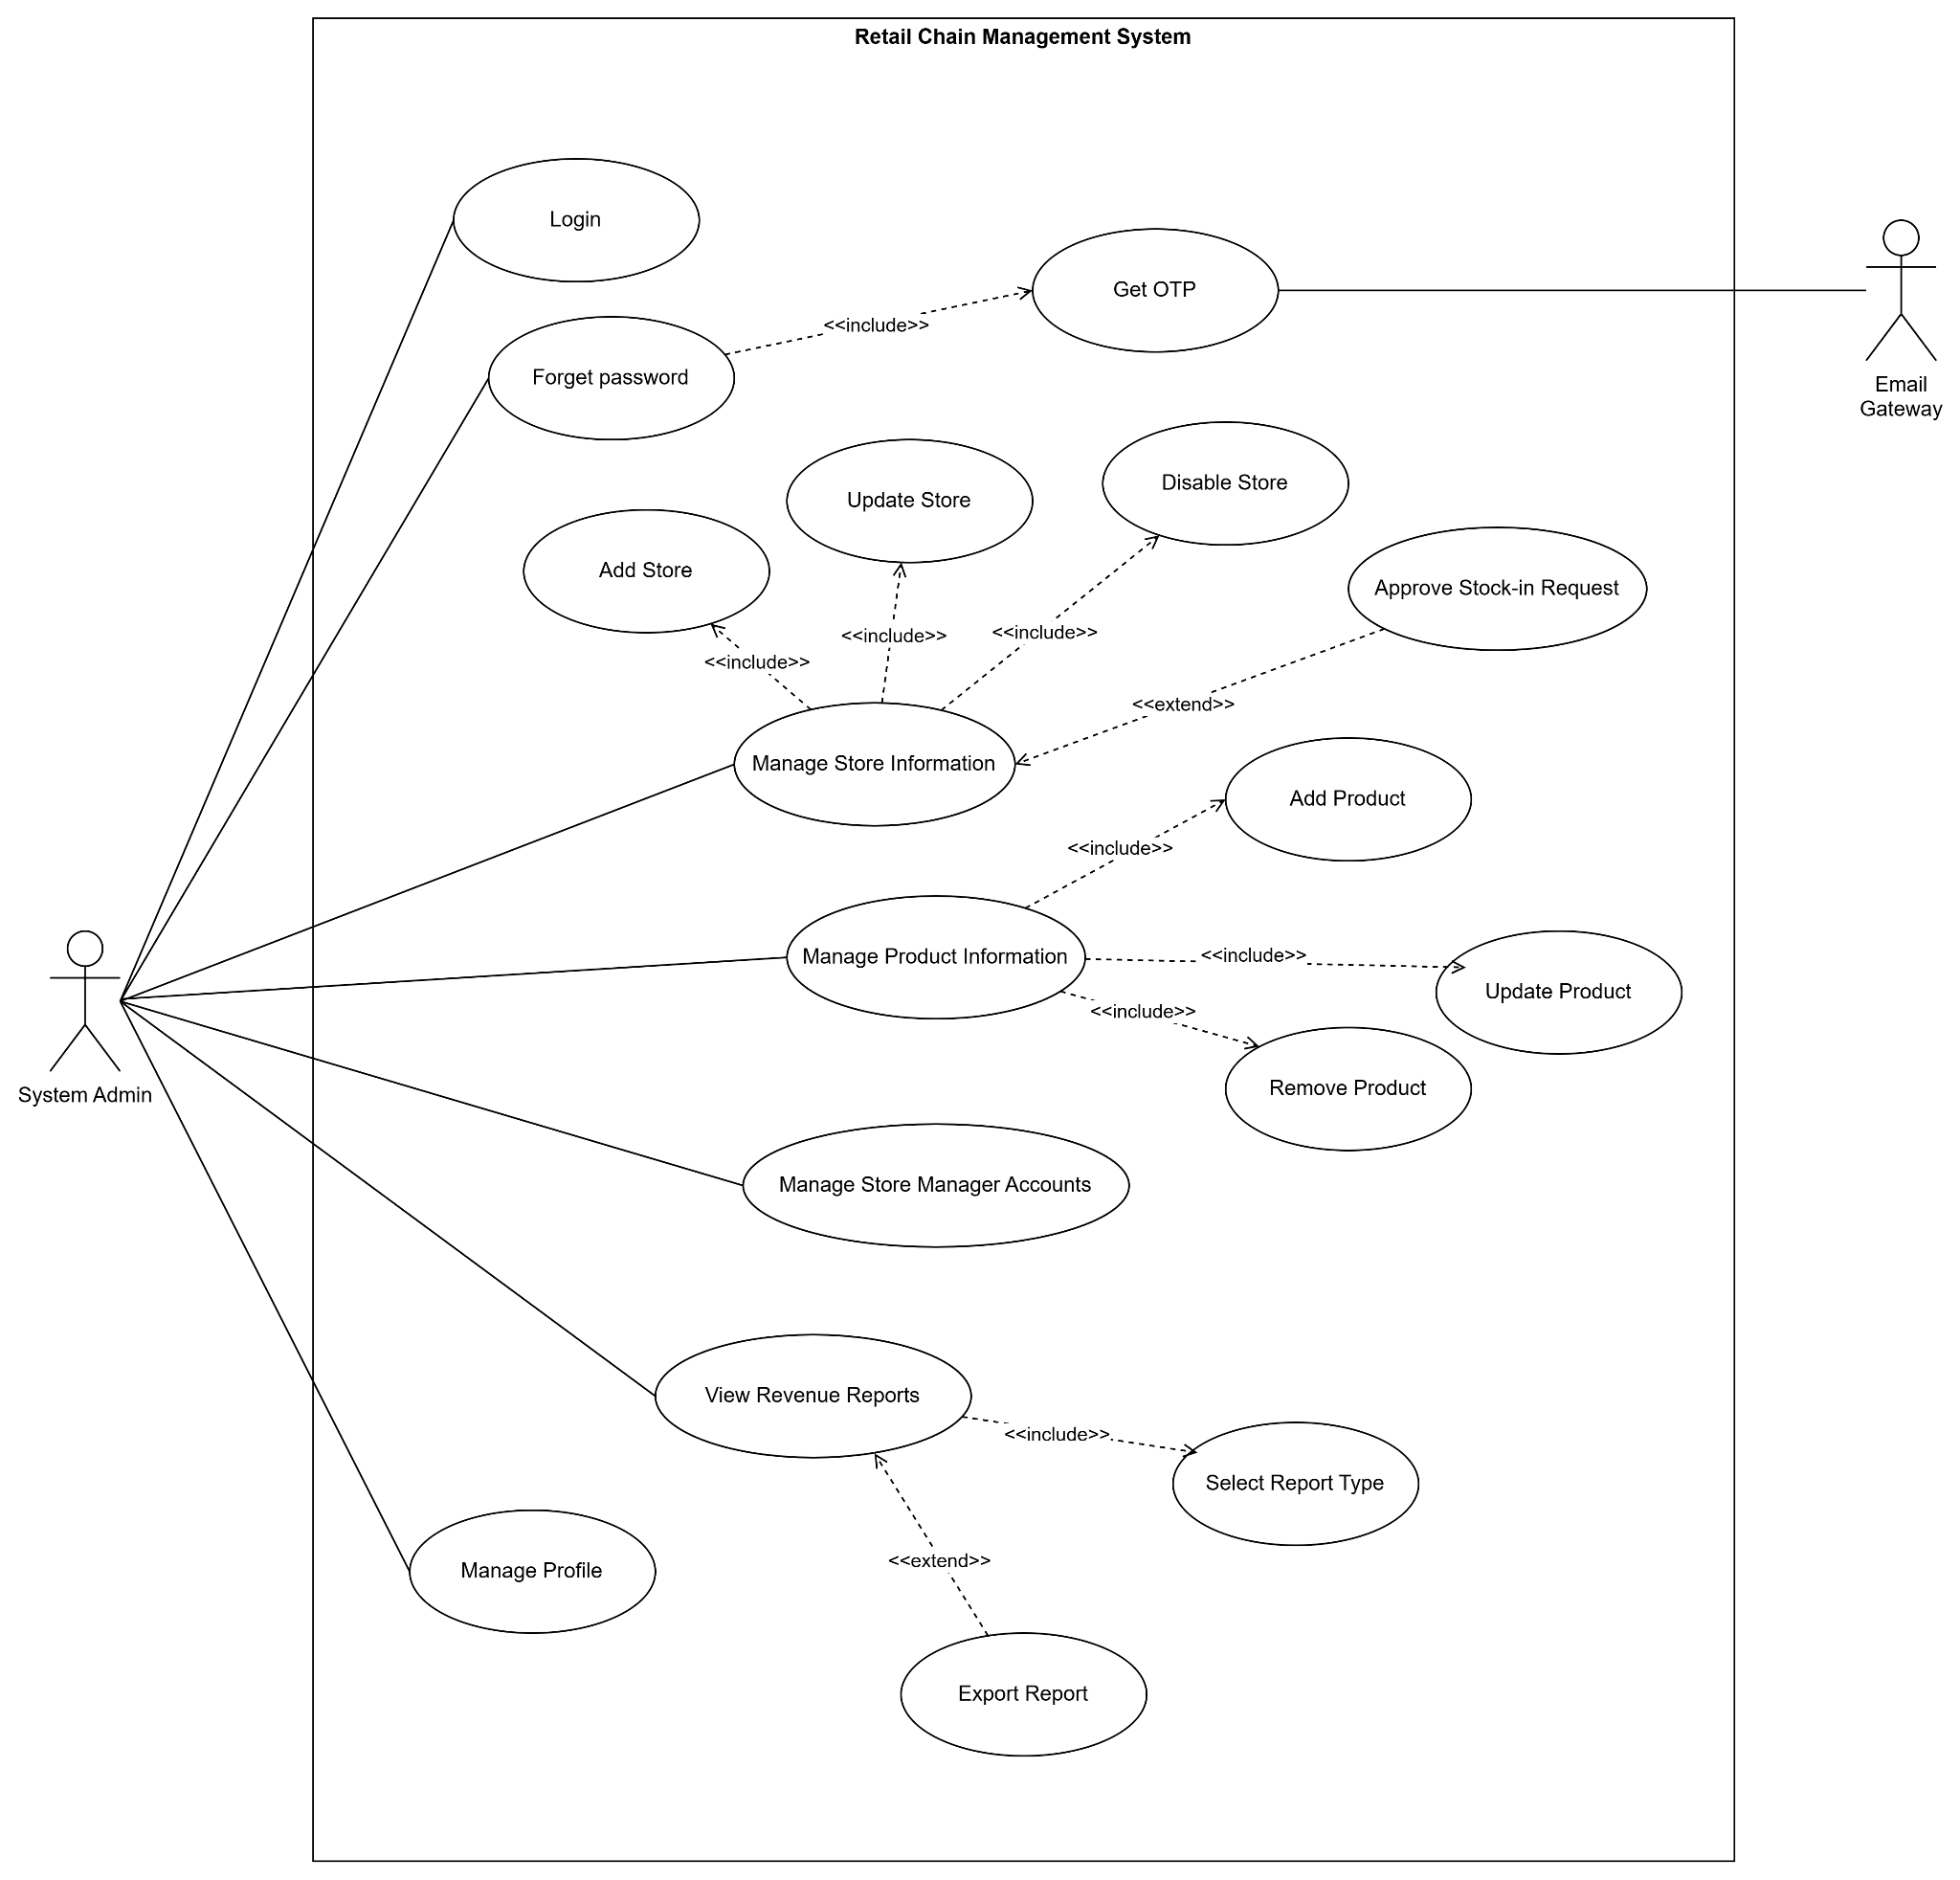 Retail Chain Management System
Login
Get OTP
<<include>>
Forget password
Email
Gateway
Update Store
Disable Store
Add Store
Approve Stock-in Request
<<include>>
<<include>>
<<include>>
<<extend>>
Manage Store Information
Add Product
<<include>>
Manage Product Information
<<include>>
Update Product
<<include>>
Remove Product
System Admin
Manage Store Manager Accounts
View Revenue Reports
<<include>>
Select Report Type
<<extend>>
Manage Profile
Export Report